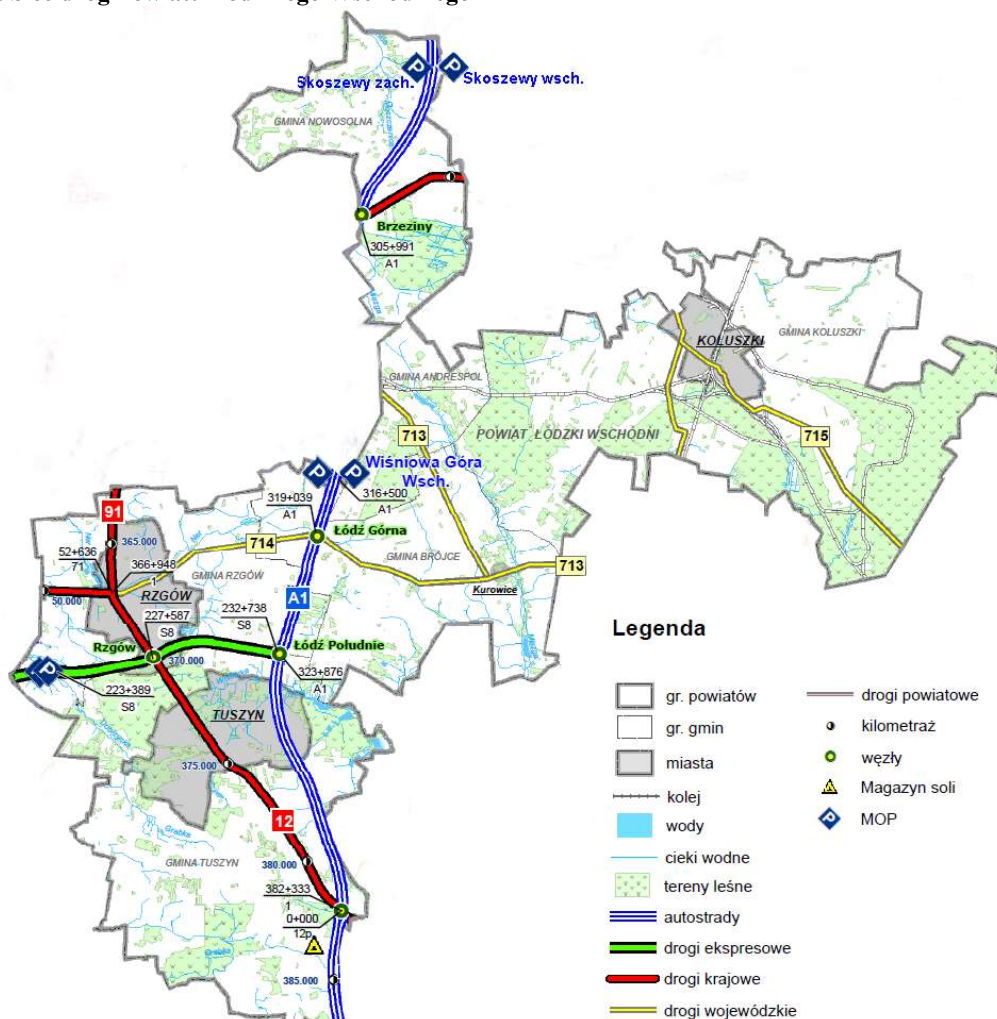 Skoszewy zach.
Skoszewy wsch.
GMINA NOWOSOLNA
Brzeziny
305+991
A1
KOLUSZKI
GMINA KOLUSZKI
GMINA ANDRESPOL
713
POWIAT ŁÓDZKI WSCHODNI
715
Wiśniowa Góra
Wsch.
319+039
A1
316+500
A1
Łódź Górna
91
365.000
714
GMINA BRÓJCE
713
52+636
71
366+948
1
GMINA RZGÓW
Kurowice
50.000
RZGÓW
A1
227+587
S8
232+738
S8
Rzgów
370.000
Łódź Południe
323+876
A1
223+389
S8
TUSZYN
375.000
12
Grabka
GMINA TUSZYN
380.000
382+333
1
0+000
12p
Grabka
385.000
Legenda
gr. powiatów
gr. gmin
miasta
kolej
wody
cieki wodne
tereny leśne
autostrady
drogi ekspresowe
drogi krajowe
drogi wojewódzkie
drogi powiatowe
kilometraż
węzły
Magazyn soli
MOP